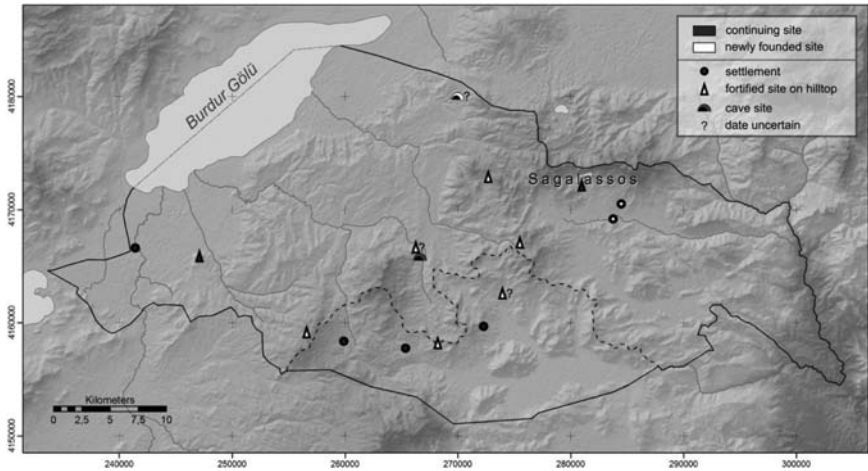 continuing site
newly founded site
settlement
fortified site on hilltop
cave site
? date uncertain
Burdur Gölü
?
Sagalassos
?
?
4180000
4170000
4160000
4150000
Kilometers
0 2,5 5 7,5 10
240000 250000 260000 270000 280000 290000 300000